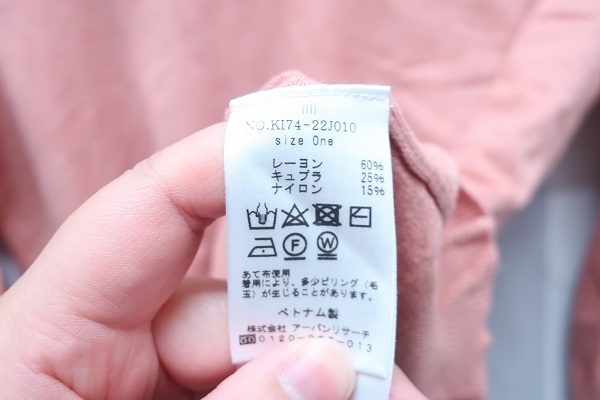 NO.KI74-22J010
size One
レーヨン 60%
キュプラ 25%
ナイロン 15%
F W
あて布使用
着用により、多少ピリング（毛
玉）が生じることがあります。
ベトナム製
株式会社 アーバンリサーチ
0120-